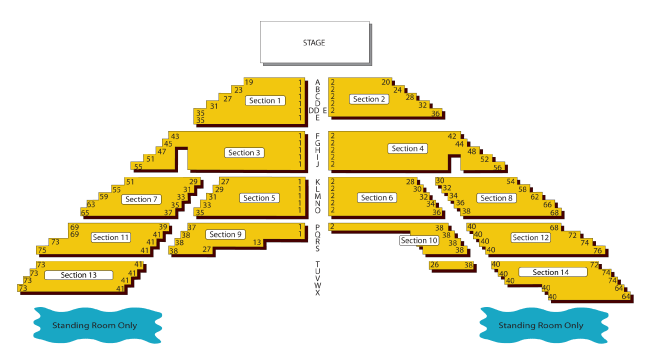 STAGE
19 1 A 2 20
23 1 B 2 24
27 Section 1 1 C 2 Section 2 28
31 1 D 2 32
35 1 DD E 2 36
35 1 E
43 1 F 2 42
45 1 G 2 44
47 Section 3 1 H 2 Section 4 48
51 1 I 2 52
55 1 J 2 56
55 29 27 1 K 2 28 30 54
59 Section 7 33 29 1 L 2 30 32 58
63 31 31 Section 5 1 M 2 Section 6 32 34 Section 8 62
65 35 33 1 N 2 34 36 66
37 35 1 O 2 36 38 68
69 39 37 1 P 2 38 40 68
69 Section 11 41 38 Section 9 Q Section 10 38 40 Section 12 72
73 41 38 13 R 38 40 74
75 41 38 27 S 38 40 76
73 41 T 26 38 40 72
73 Section 13 41 U 40 Section 14 74
73 41 V 40 74
73 41 W 40 64
X 40 64
Standing Room Only
Standing Room Only